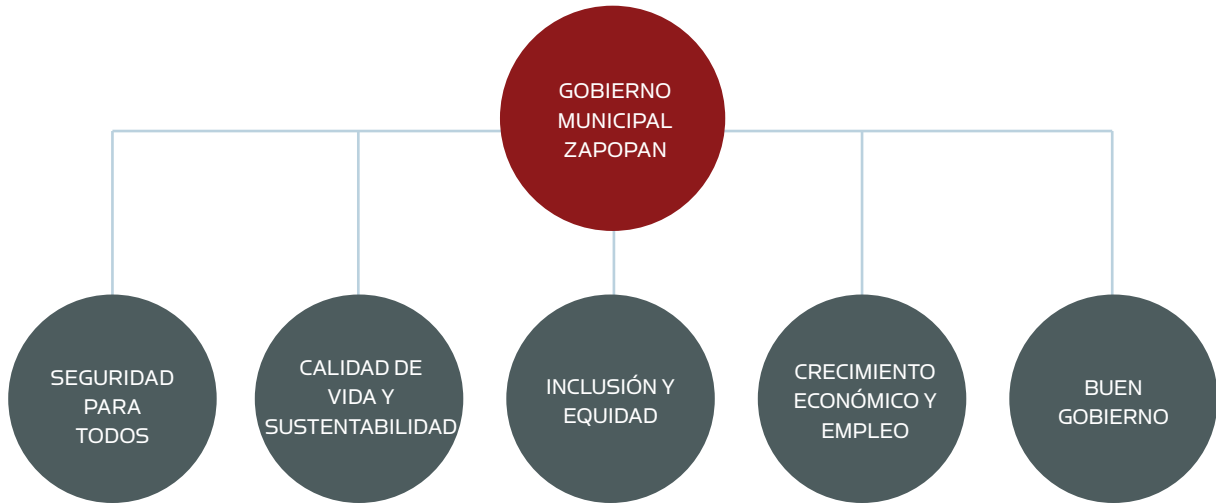 GOBIERNO
MUNICIPAL
ZAPOPAN
SEGURIDAD
PARA
TODOS
CALIDAD DE
VIDA Y
SUSTENTABILIDAD
INCLUSIÓN Y
EQUIDAD
CRECIMIENTO
ECONÓMICO Y
EMPLEO
BUEN
GOBIERNO